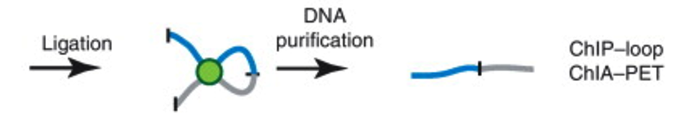 Ligation
DNA
purification
ChIP–loop
ChIA–PET